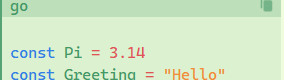 go
const Pi = 3.14
const Greeting = "Hello"